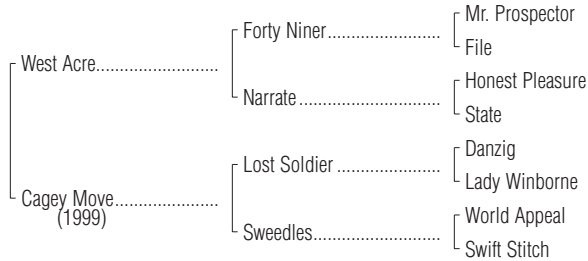 Mr. Prospector
Forty Niner
File
West Acre
Honest Pleasure
Narrate
State
Danzig
Lost Soldier
Lady Winborne
Cagey Move
(1999)
World Appeal
Sweedles
Swift Stitch